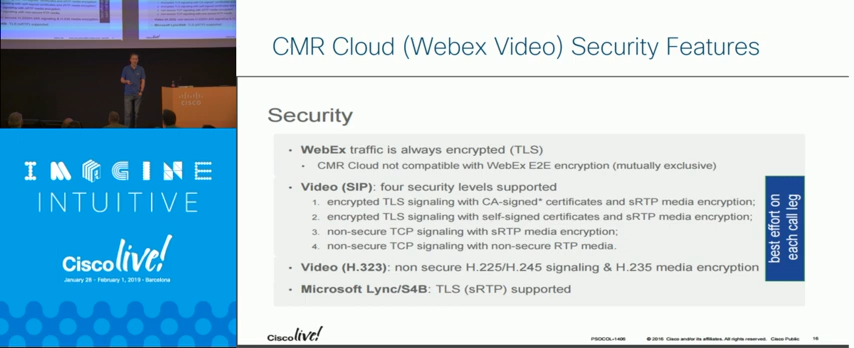 CMR Cloud (Webex Video) Security Features
Security
• WebEx traffic is always encrypted (TLS)
• CMR Cloud not compatible with WebEx E2E encryption (mutually exclusive)
• Video (SIP): four security levels supported
1. encrypted TLS signaling with CA-signed* certificates and sRTP media encryption;
2. encrypted TLS signaling with self-signed certificates and sRTP media encryption;
3. non-secure TCP signaling with sRTP media encryption;
4. non-secure TCP signaling with non-secure RTP media.
best effort on
each call leg
• Video (H.323): non secure H.225/H.245 signaling & H.235 media encryption
• Microsoft Lync/S4B: TLS (sRTP) supported
cisco
IMAGINE
INTUITIVE
Cisco live!
January 28 - February 1, 2019 - Barcelona
Cisco live!
PSOCOL-1406
© 2016 Cisco and/or its affiliates. All rights reserved. Cisco Public
16